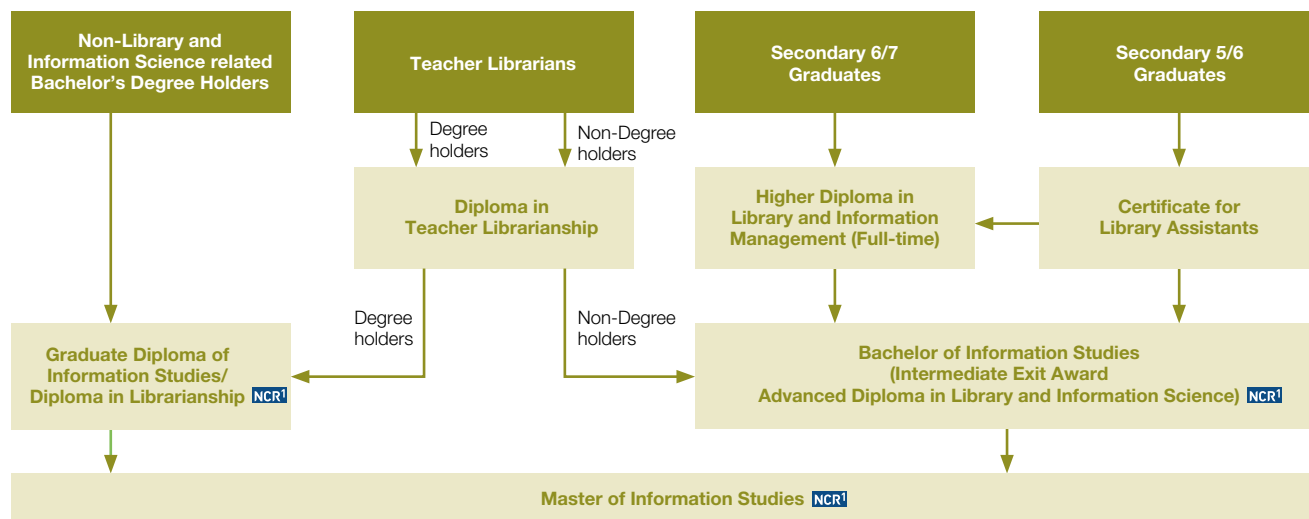 Non-Library and
Information Science related
Bachelor's Degree Holders
Teacher Librarians
Secondary 6/7
Graduates
Secondary 5/6
Graduates
Degree
holders
Non-Degree
holders
Diploma in
Teacher Librarianship
Higher Diploma in
Library and Information
Management (Full-time)
Certificate for
Library Assistants
Degree
holders
Non-Degree
holders
Graduate Diploma of
Information Studies/
Diploma in Librarianship NCR¹
Bachelor of Information Studies
(Intermediate Exit Award
Advanced Diploma in Library and Information Science) NCR¹
Master of Information Studies NCR¹